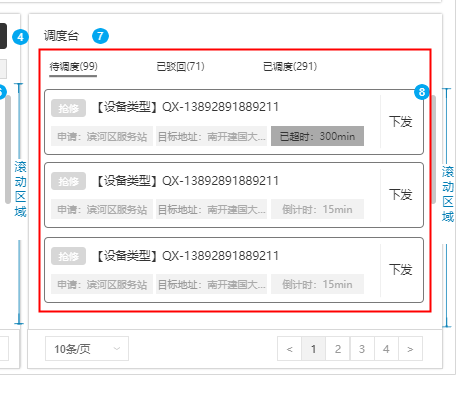 4
调度台 7
待调度(99) 已驳回(71) 已调度(291)
8
抢修 【设备类型】QX-13892891889211
下发
申请：滨河区服务站 目标地址：南开建国大... 已超时：300min
抢修 【设备类型】QX-13892891889211
下发
申请：滨河区服务站 目标地址：南开建国大... 倒计时：15min
抢修 【设备类型】QX-13892891889211
下发
申请：滨河区服务站 目标地址：南开建国大... 倒计时：15min
滚动区域
滚动区域
10条/页 < 1 2 3 4 >